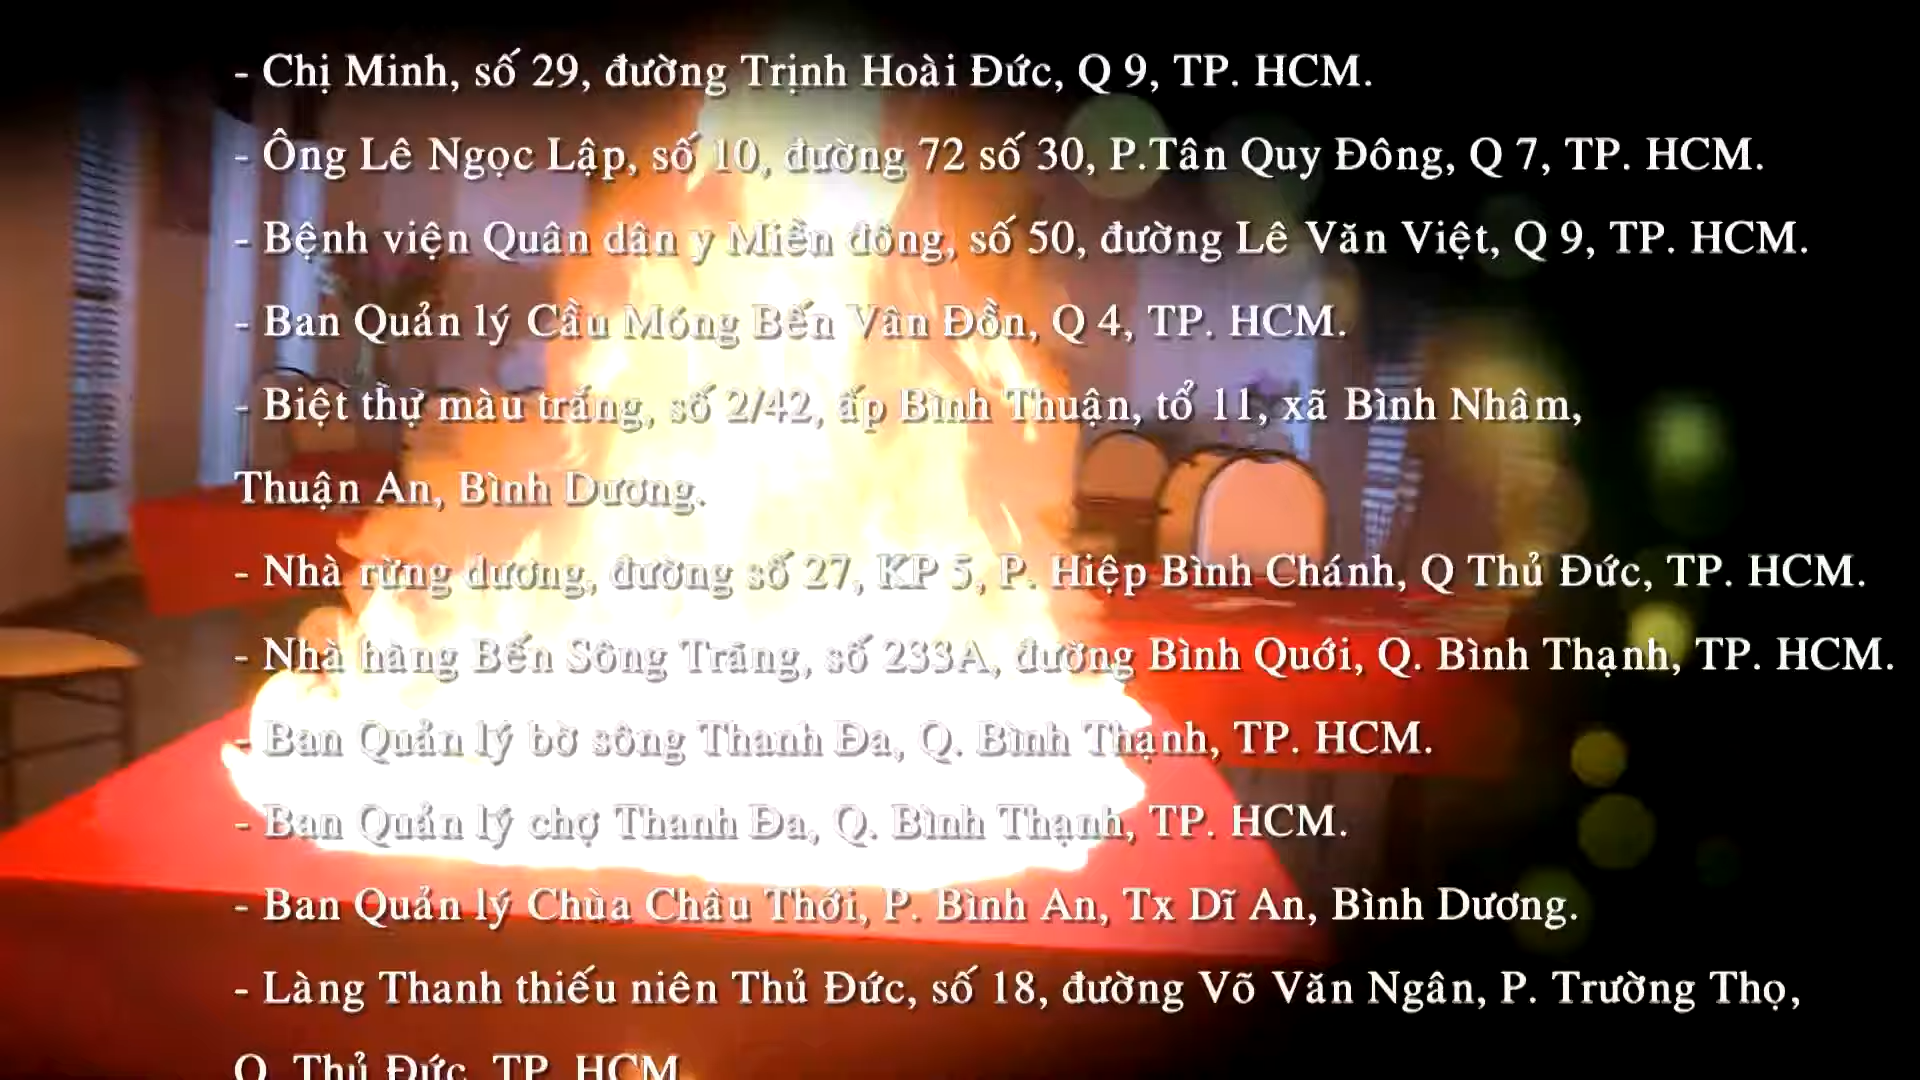 - Chị Minh, số 29, đường Trịnh Hoài Đức, Q 9, TP. HCM.
- Ông Lê Ngọc Lập, số 10, đường 72 số 30, P.Tân Quy Đông, Q 7, TP. HCM.
- Bệnh viện Quân dân y Miền đông, số 50, đường Lê Văn Việt, Q 9, TP. HCM.
- Ban Quản lý Cầu Móng Bến Vân Đồn, Q 4, TP. HCM.
- Biệt thự màu trắng, số 2/42, ấp Bình Thuận, tổ 11, xã Bình Nhâm,
Thuận An, Bình Dương.
- Nhà rừng dương, đường số 27, KP 5, P. Hiệp Bình Chánh, Q Thủ Đức, TP. HCM.
- Nhà hàng Bến Sông Trăng, số 233A, đường Bình Quới, Q. Bình Thạnh, TP. HCM.
- Ban Quản lý bờ sông Thanh Đa, Q. Bình Thạnh, TP. HCM.
- Ban Quản lý chợ Thanh Đa, Q. Bình Thạnh, TP. HCM.
- Ban Quản lý Chùa Châu Thới, P. Bình An, Tx Dĩ An, Bình Dương.
- Làng Thanh thiếu niên Thủ Đức, số 18, đường Võ Văn Ngân, P. Trường Thọ,
Q. Thủ Đức, TP. HCM.